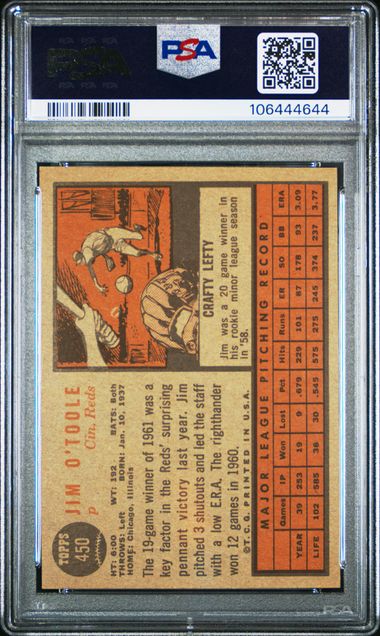 PSA
PSA
106444644
TOPPS
450
JIM O'TOOLE
p Cin. Reds
HT: 6:00 WT: 192 BATS: Both
THROWS: Left BORN: Jan. 10, 1937
HOME: Chicago, Illinois
The 19-game winner of 1961 was a
key factor in the Reds' surprising
pennant victory last year. Jim
pitched 3 shutouts and led the staff
with a low E.R.A. The righthander
won 12 games in 1960.
©T.C.G. PRINTED IN U.S.A.
CRAFTY LEFTY
Jim was a 20 game winner in
his rookie minor league season
in '58.
MAJOR LEAGUE PITCHING RECORD
Games IP Won Lost Pct Hits Runs ER SO BB ERA
YEAR 39 253 19 9 .679 229 101 87 178 93 3.09
LIFE 102 585 36 30 .545 575 275 245 374 237 3.77